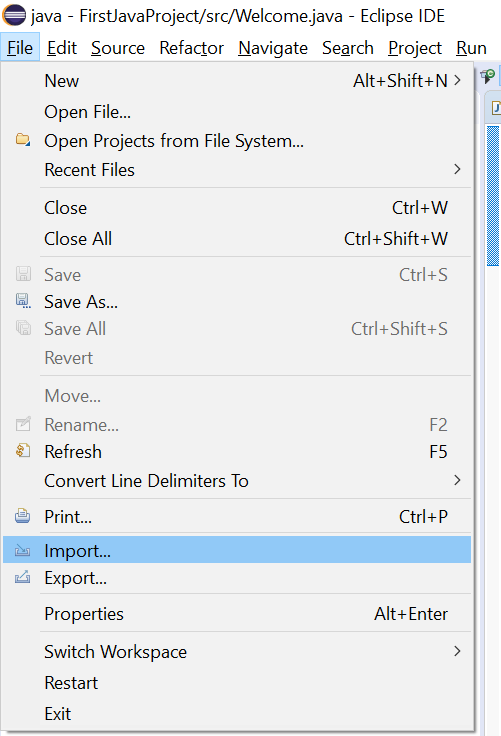 java - FirstJavaProject/src/Welcome.java - Eclipse IDE
File Edit Source Refactor Navigate Search Project Run
New Alt+Shift+N
Open File...
Open Projects from File System...
Recent Files
Close Ctrl+W
Close All Ctrl+Shift+W
Save Ctrl+S
Save As...
Save All Ctrl+Shift+S
Revert
Move...
Rename... F2
Refresh F5
Convert Line Delimiters To
Print... Ctrl+P
Import...
Export...
Properties Alt+Enter
Switch Workspace
Restart
Exit